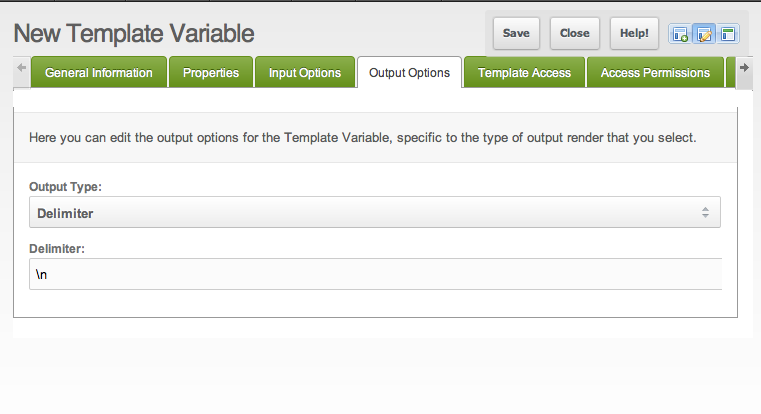 New Template Variable
Save Close Help!
General Information Properties Input Options Output Options Template Access Access Permissions
Here you can edit the output options for the Template Variable, specific to the type of output render that you select.
Output Type:
Delimiter
Delimiter:
\n